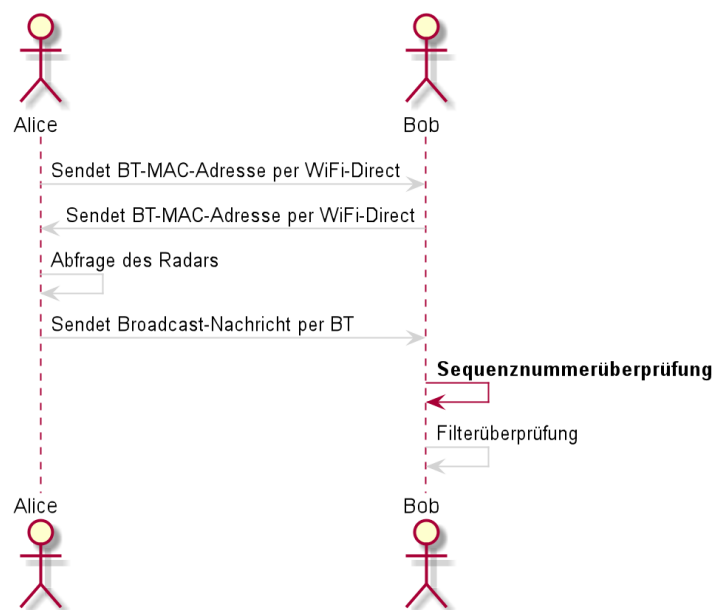 Alice
Bob
Sendet BT-MAC-Adresse per WiFi-Direct
Sendet BT-MAC-Adresse per WiFi-Direct
Abfrage des Radars
Sendet Broadcast-Nachricht per BT
Sequenznummerüberprüfung
Filterüberprüfung
Alice
Bob